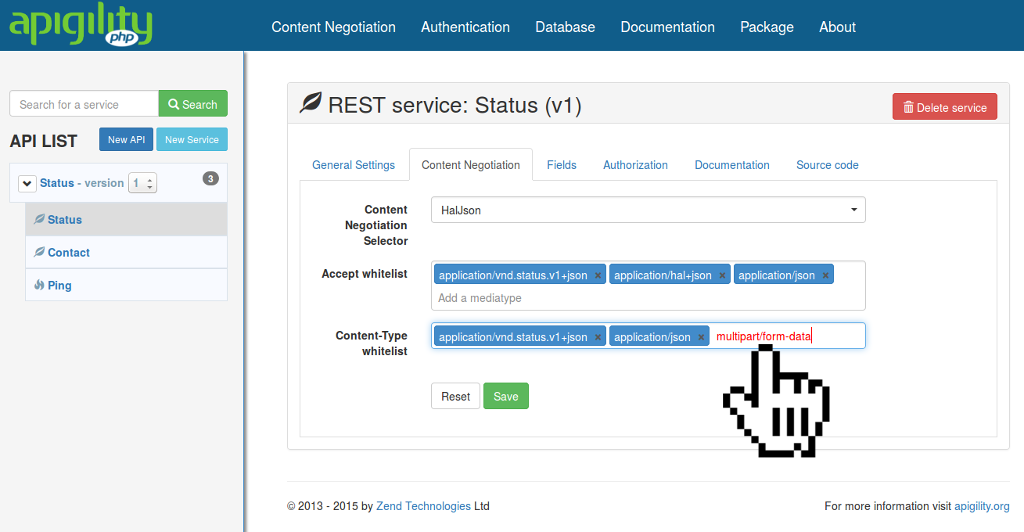 apigility
php
Content Negotiation Authentication Database Documentation Package About
Search for a service Search
API LIST New API New Service
Status - version 1 3
Status
Contact
Ping
REST service: Status (v1) Delete service
General Settings Content Negotiation Fields Authorization Documentation Source code
Content
Negotiation
Selector
HalJson
Accept whitelist
application/vnd.status.v1+json × application/hal+json × application/json ×
Add a mediatype
Content-Type
whitelist
application/vnd.status.v1+json × application/json × multipart/form-data
Reset Save
© 2013 - 2015 by Zend Technologies Ltd
For more information visit apigility.org